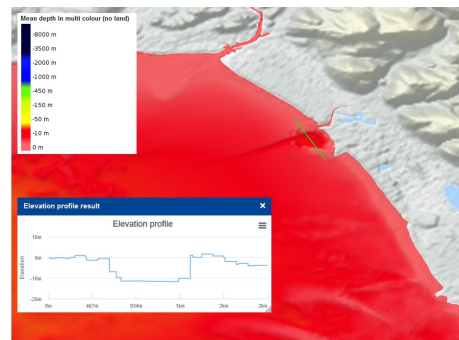 Mean depth in multi colour (no land)
-8000 m
-3500 m
-2000 m
-1000 m
-450 m
-150 m
-50 m
-10 m
0 m
Elevation profile result
×
Elevation profile
Elevation
10m
0m
-10m
-20m
0m 467m 934m 1km 2km 2km